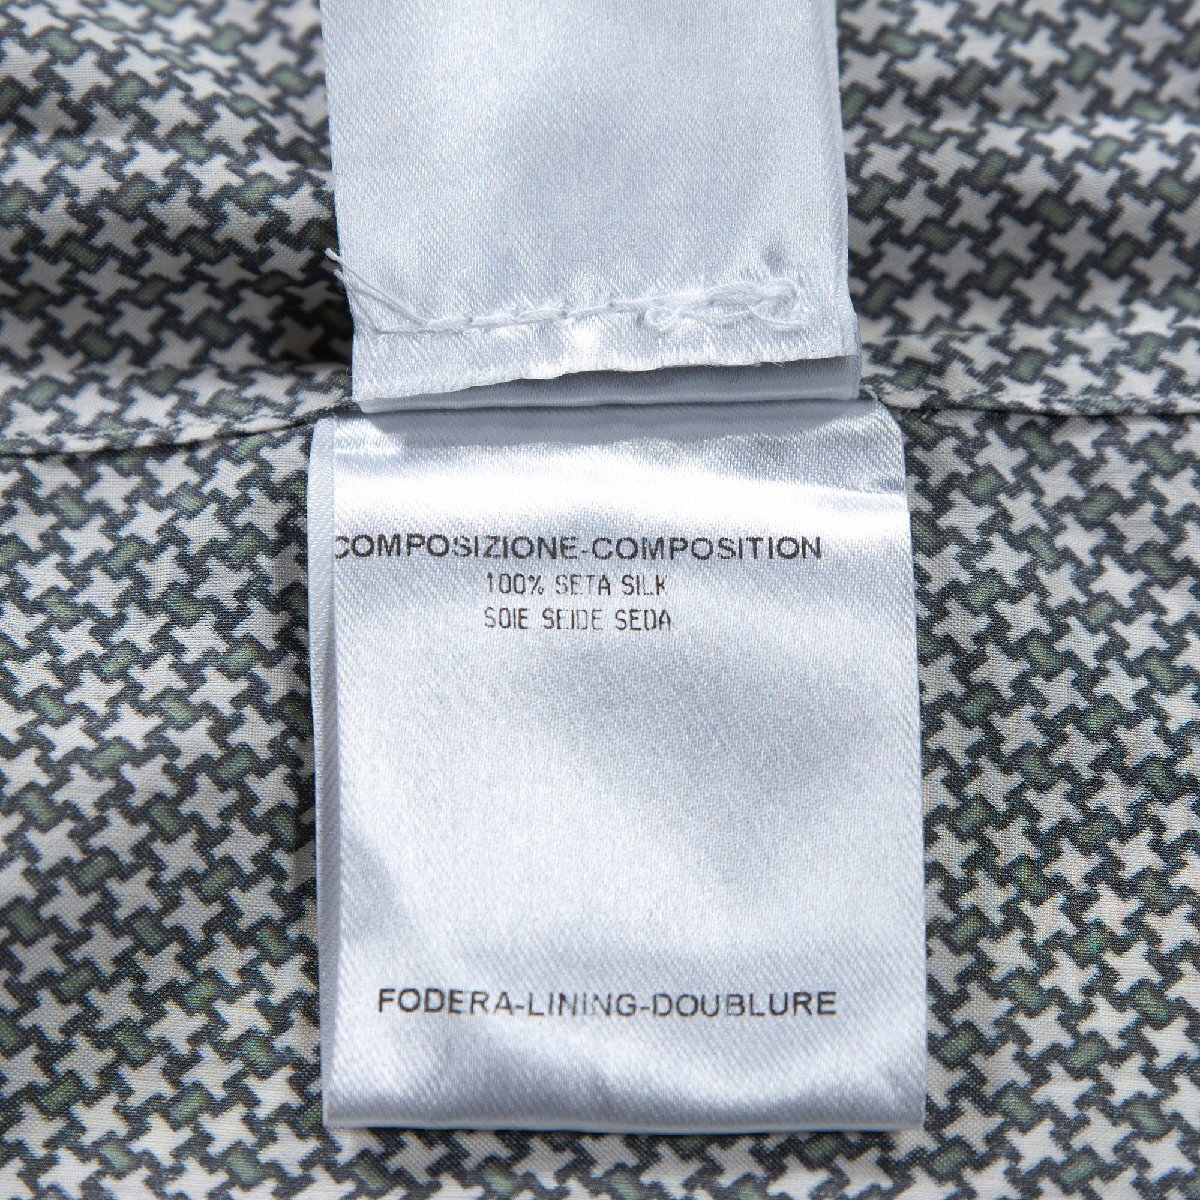 COMPOSIZIONE-COMPOSITION
100% SETA SILK
SOIE SEIDE SEDA
FODERA-LINING-DOUBLURE